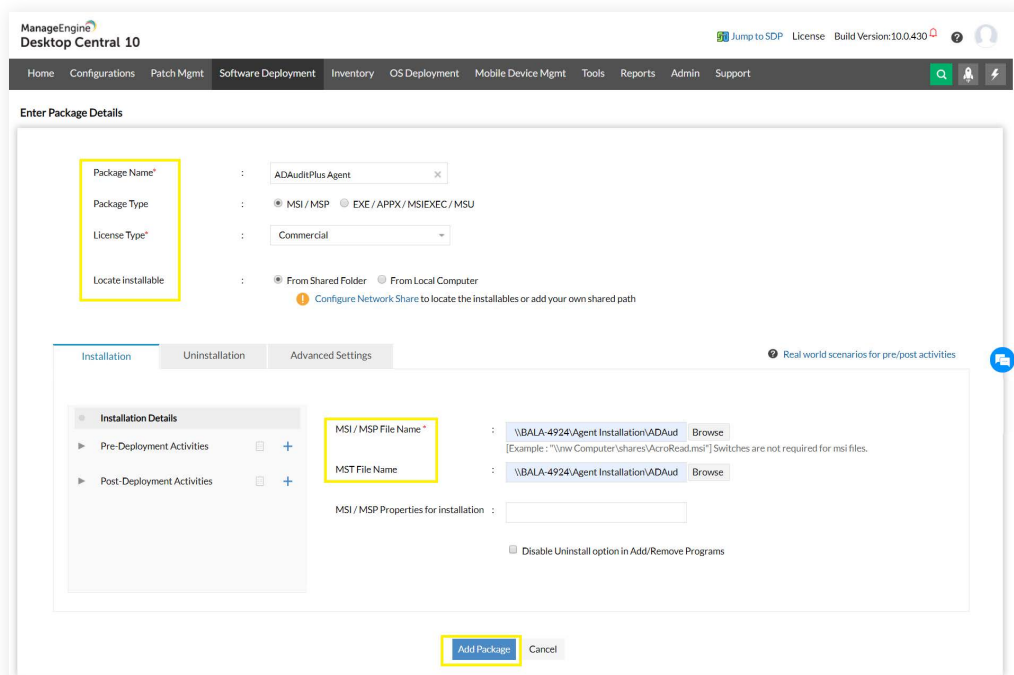 ManageEngine
Desktop Central 10
Jump to SDP License Build Version:10.0.430
Home Configurations Patch Mgmt Software Deployment Inventory OS Deployment Mobile Device Mgmt Tools Reports Admin Support
Enter Package Details
Package Name* : ADAuditPlus Agent
Package Type : MSI / MSP EXE / APPX / MSIEXEC / MSU
License Type* : Commercial
Locate installable : From Shared Folder From Local Computer
Configure Network Share to locate the installables or add your own shared path
Installation Uninstallation Advanced Settings Real world scenarios for pre/post activities
Installation Details
Pre-Deployment Activities
Post-Deployment Activities
MSI / MSP File Name * : \\BALA-4924\Agent Installation\ADAud Browse
[Example : "\\nw Computer\shares\AcroRead.msi"] Switches are not required for msi files.
MST File Name : \\BALA-4924\Agent Installation\ADAud Browse
MSI / MSP Properties for installation :
Disable Uninstall option in Add/Remove Programs
Add Package Cancel